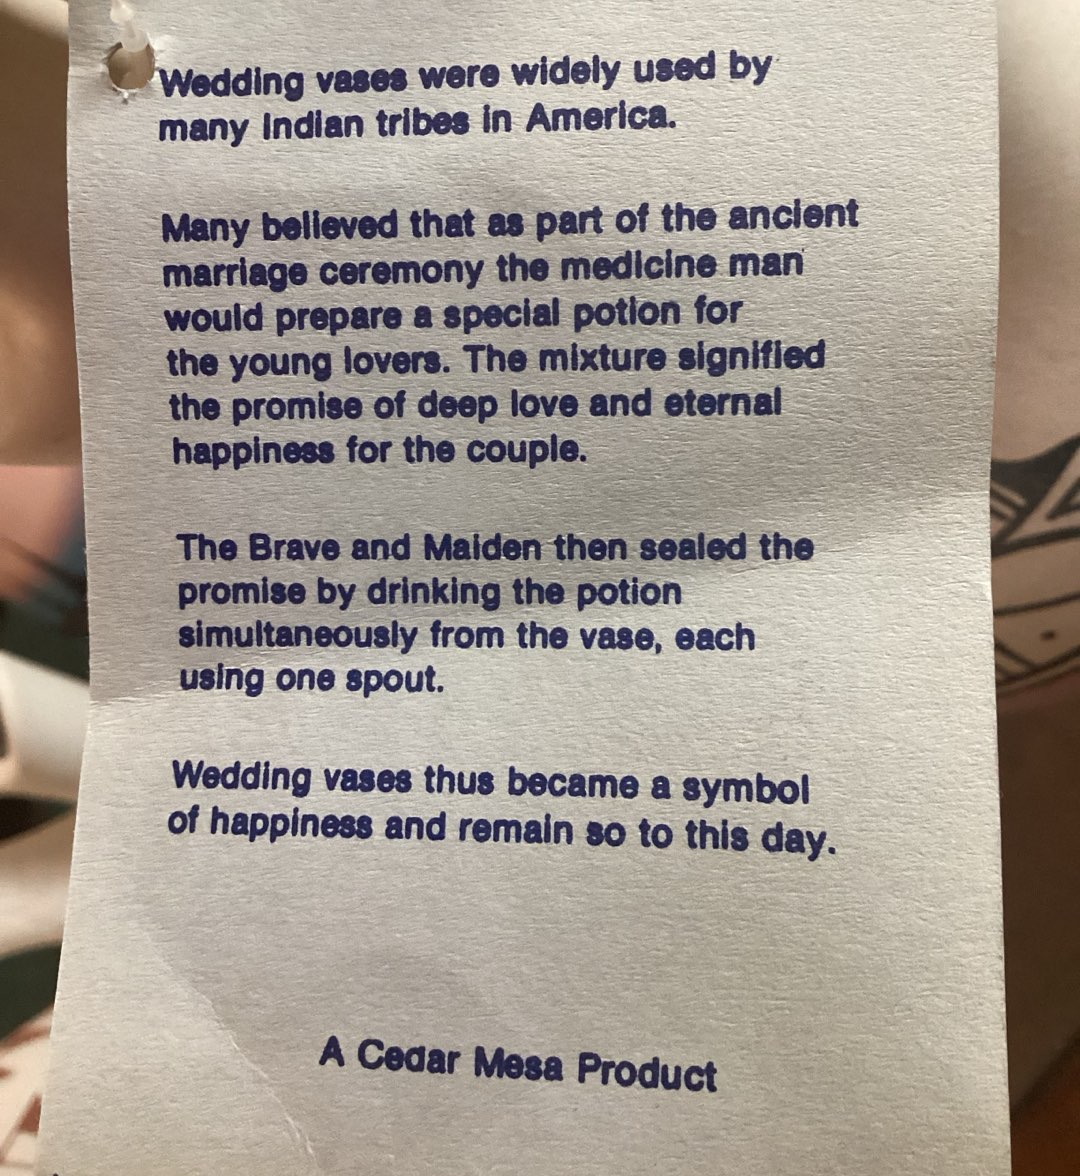 Wedding vases were widely used by
many Indian tribes in America.
Many believed that as part of the ancient
marriage ceremony the medicine man
would prepare a special potion for
the young lovers. The mixture signified
the promise of deep love and eternal
happiness for the couple.
The Brave and Maiden then sealed the
promise by drinking the potion
simultaneously from the vase, each
using one spout.
Wedding vases thus became a symbol
of happiness and remain so to this day.
A Cedar Mesa Product